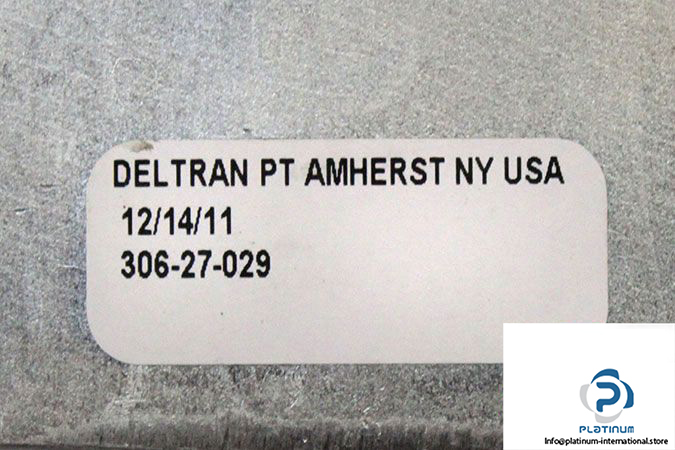 DELTRAN PT AMHERST NY USA
12/14/11
306-27-029
PLATINUM
Info@platinum-international.store